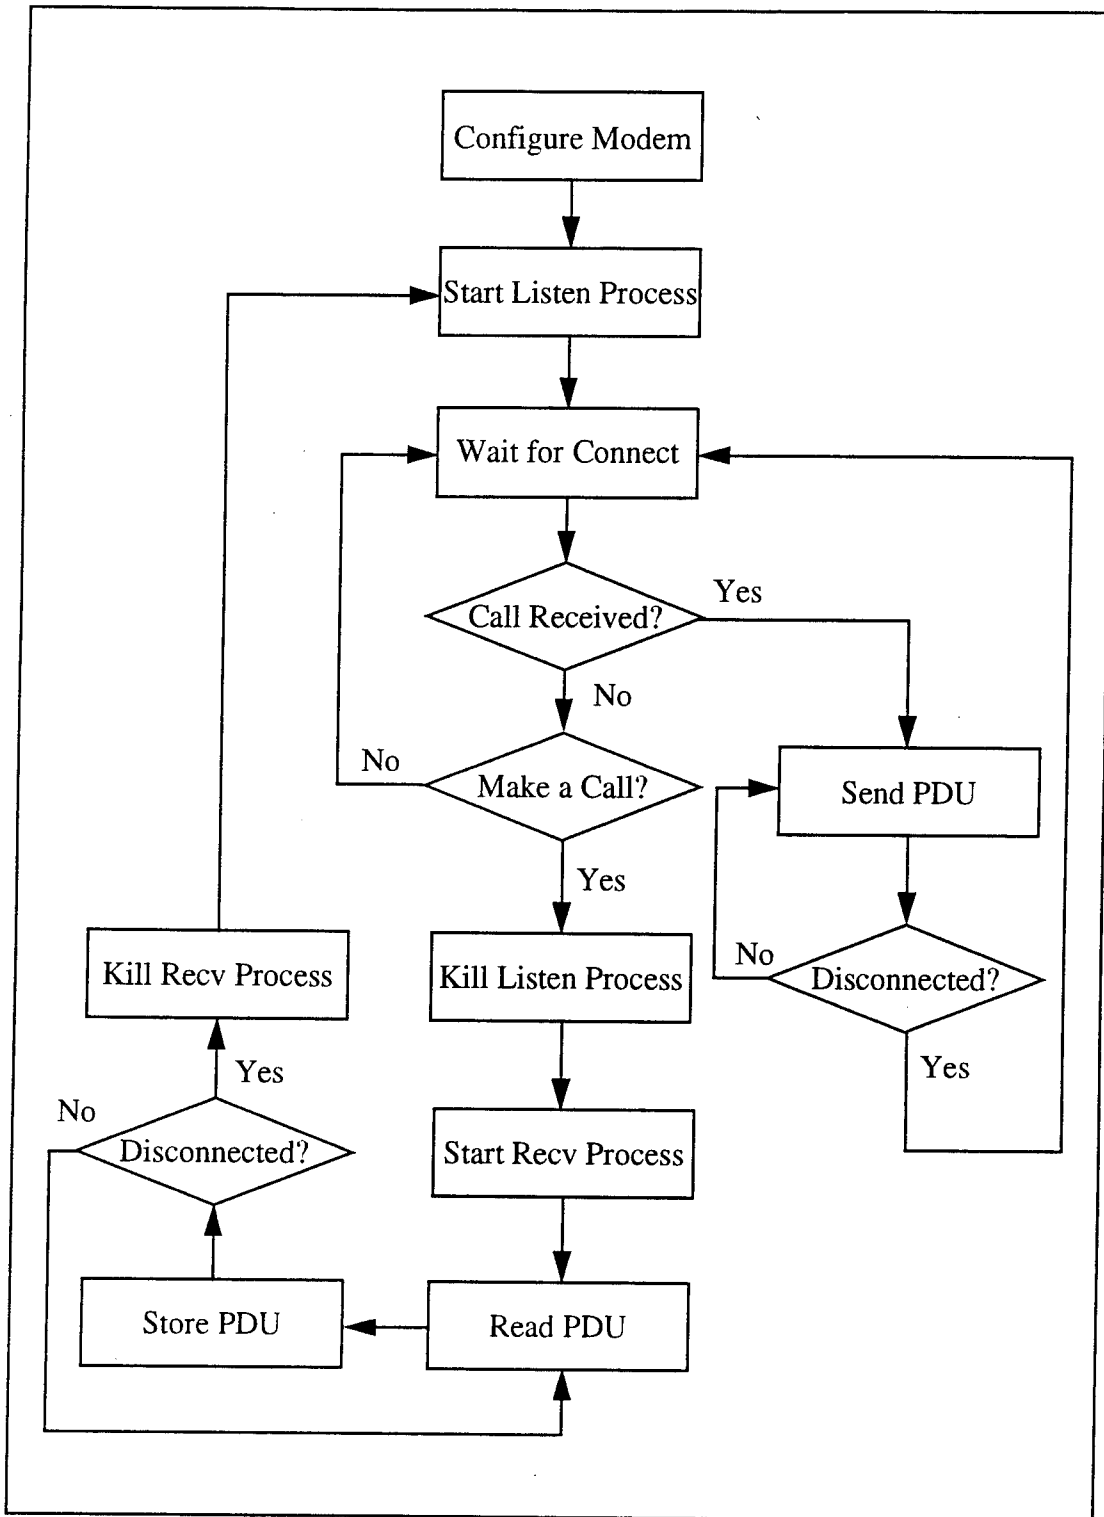 Configure Modem
Start Listen Process
Wait for Connect
Call Received?
Yes
No
Make a Call?
No
Send PDU
Yes
Kill Recv Process
Kill Listen Process
No
Disconnected?
Yes
Yes
No
Disconnected?
Start Recv Process
Store PDU
Read PDU